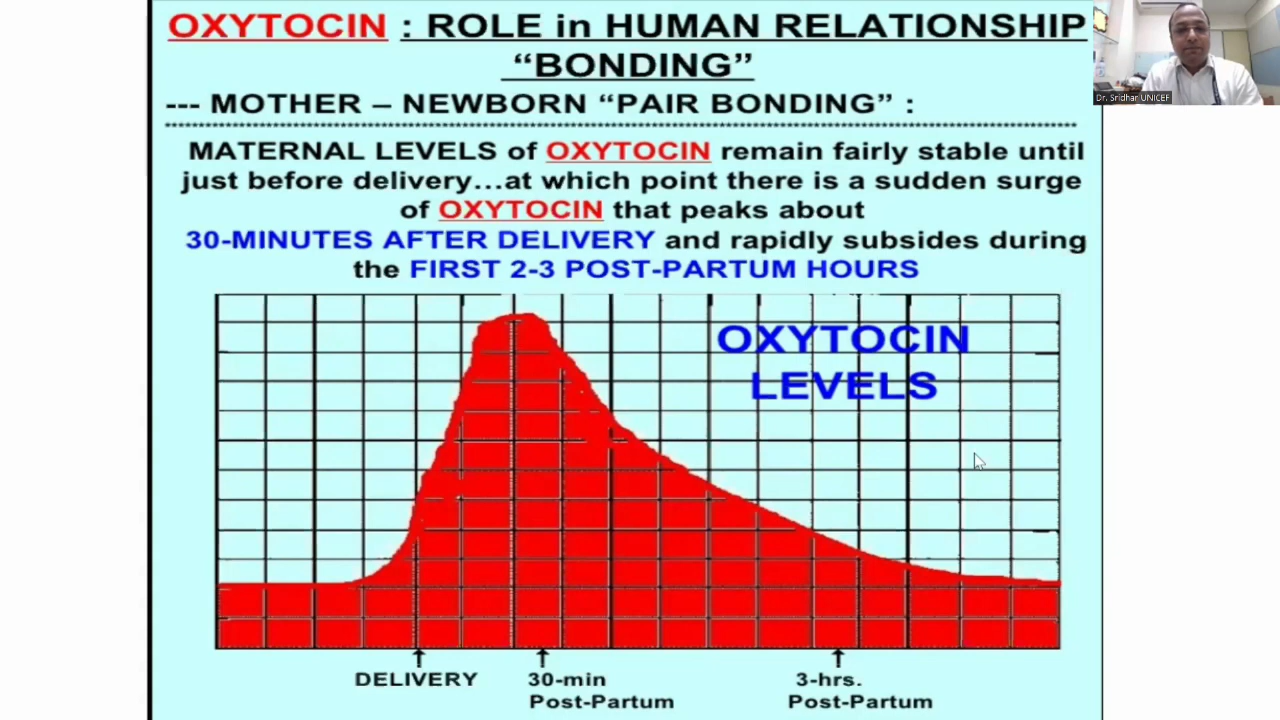 OXYTOCIN : ROLE in HUMAN RELATIONSHIP
“BONDING”
--- MOTHER – NEWBORN “PAIR BONDING” :
MATERNAL LEVELS of OXYTOCIN remain fairly stable until
just before delivery…at which point there is a sudden surge
of OXYTOCIN that peaks about
30-MINUTES AFTER DELIVERY and rapidly subsides during
the FIRST 2-3 POST-PARTUM HOURS
OXYTOCIN
LEVELS
DELIVERY
30-min
Post-Partum
3-hrs.
Post-Partum
Dr. Sridhar UNICEF